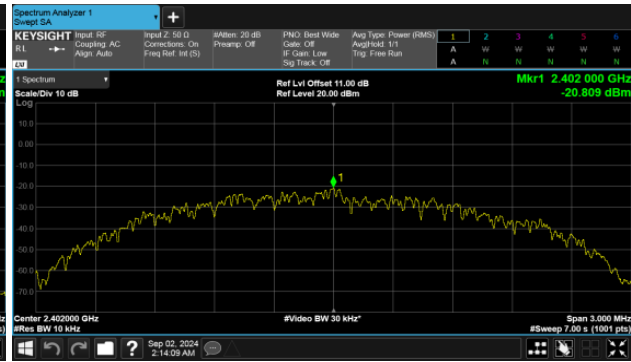 Spectrum Analyzer 1
Swept SA
KEYSIGHT Input: RF Input Z: 50 Ω #Atten: 20 dB PNO: Best Wide Avg Type: Power (RMS) 1 2 3 4 5 6
RL Coupling: AC Corrections: On Preamp: Off Gate: Off Avg|Hold: 1/1 A W W W W W
Align: Auto Freq Ref: Int (S) IF Gain: Low Trig: Free Run
Sig Track: Off A N N N N N
LXI
1 Spectrum Ref Lvl Offset 11.00 dB Mkr1 2.402 000 GHz
Scale/Div 10 dB Ref Level 20.00 dBm -20.809 dBm
Log
10.0
0.00
-10.0
1
-20.0
-30.0
-40.0
-50.0
-60.0
-70.0
Center 2.402000 GHz #Video BW 30 kHz* Span 3.000 MHz
#Res BW 10 kHz #Sweep 7.00 s (1001 pts)
? Sep 02, 2024
2:14:09 AM